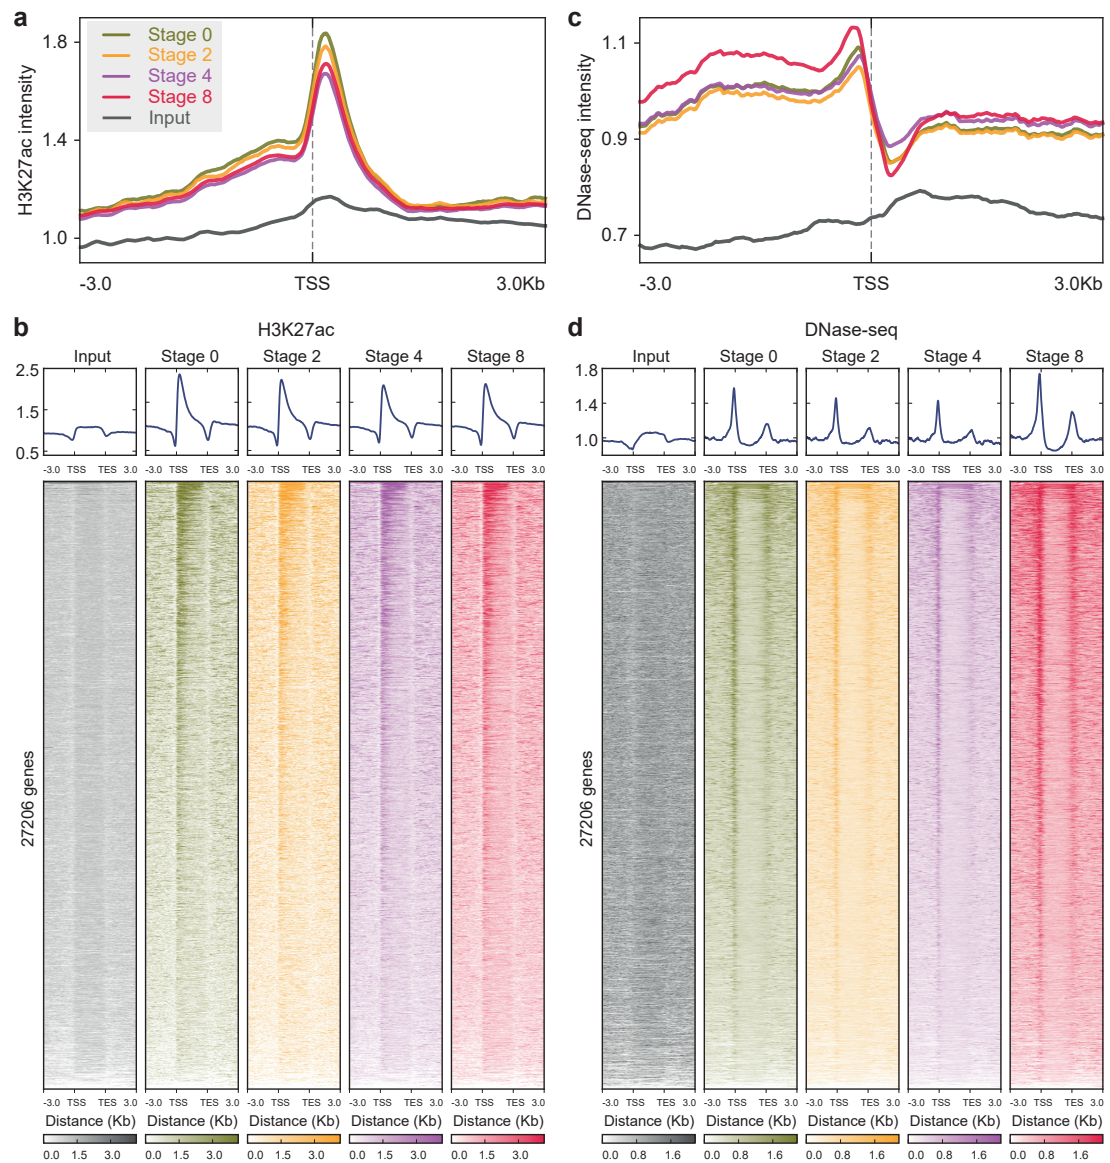 a
1.8
1.4
1.0
H3K27ac intensity
Stage 0
Stage 2
Stage 4
Stage 8
Input
-3.0 TSS 3.0Kb
c
1.1
0.9
0.7
DNase-seq intensity
-3.0 TSS 3.0Kb
b
H3K27ac
Input Stage 0 Stage 2 Stage 4 Stage 8
2.5
1.5
0.5
-3.0 TSS TES 3.0 -3.0 TSS TES 3.0 -3.0 TSS TES 3.0 -3.0 TSS TES 3.0 -3.0 TSS TES 3.0
27206 genes
-3.0 TSS TES 3.0 -3.0 TSS TES 3.0 -3.0 TSS TES 3.0 -3.0 TSS TES 3.0 -3.0 TSS TES 3.0
Distance (Kb) Distance (Kb) Distance (Kb) Distance (Kb) Distance (Kb)
0.0 1.5 3.0 0.0 1.5 3.0 0.0 1.5 3.0 0.0 1.5 3.0 0.0 1.5 3.0
d
DNase-seq
Input Stage 0 Stage 2 Stage 4 Stage 8
1.8
1.4
1.0
-3.0 TSS TES 3.0 -3.0 TSS TES 3.0 -3.0 TSS TES 3.0 -3.0 TSS TES 3.0 -3.0 TSS TES 3.0
27206 genes
-3.0 TSS TES 3.0 -3.0 TSS TES 3.0 -3.0 TSS TES 3.0 -3.0 TSS TES 3.0 -3.0 TSS TES 3.0
Distance (Kb) Distance (Kb) Distance (Kb) Distance (Kb) Distance (Kb)
0.0 0.8 1.6 0.0 0.8 1.6 0.0 0.8 1.6 0.0 0.8 1.6 0.0 0.8 1.6